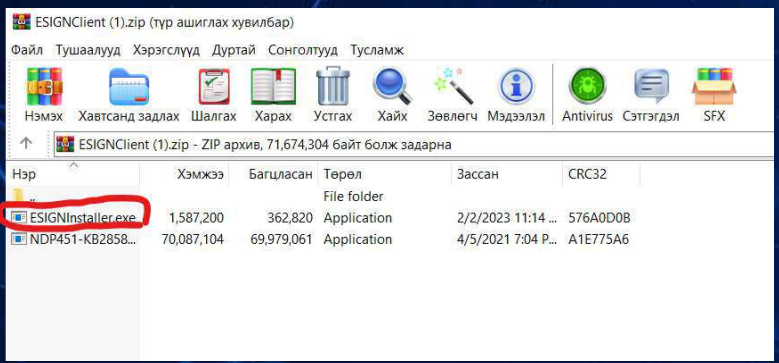 ESIGNClient (1).zip (түр ашиглах хувилбар)
Файл Тушаалууд Хэрэгслүүд Дуртай Сонголтууд Тусламж
Нэмэх Хавтсанд задлах Шалгах Харах Устгах Хайх Зөвлөгч Мэдээлэл Antivirus Сэтгэгдэл SFX
ESIGNClient (1).zip - ZIP архив, 71,674,304 байт болж задарна
Нэр Хэмжээ Багцласан Төрөл Зассан CRC32
.. File folder
ESIGNInstaller.exe 1,587,200 362,820 Application 2/2/2023 11:14 ... 576A0D0B
NDP451-KB2858... 70,087,104 69,979,061 Application 4/5/2021 7:04 P... A1E775A6